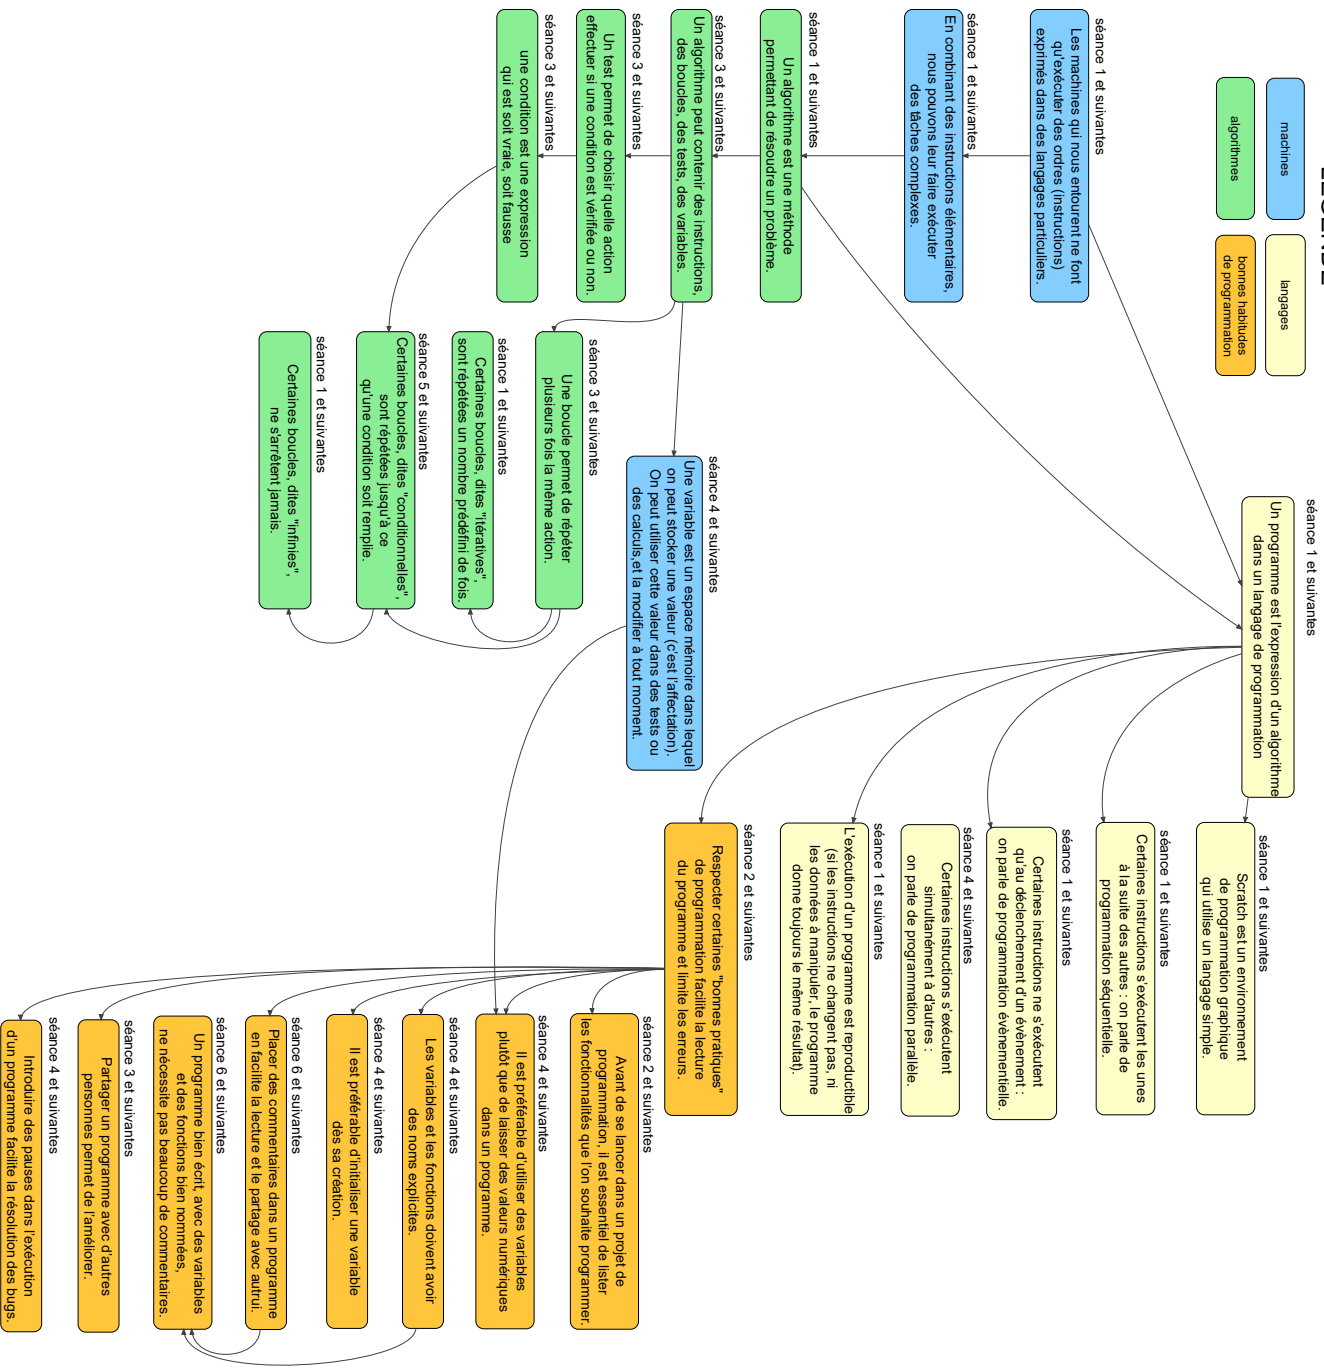 LEGENDE
machines
langages
algorithmes
bonnes habitudes
de programmation
séance 1 et suivantes
Les machines qui nous entourent ne font
qu'exécuter des ordres (instructions)
exprimés dans des langages particuliers.
séance 1 et suivantes
En combinant des instructions élémentaires,
nous pouvons leur faire exécuter
des tâches complexes.
séance 1 et suivantes
Un algorithme est une méthode
permettant de résoudre un problème.
séance 3 et suivantes
Un algorithme peut contenir des instructions,
des boucles, des tests, des variables.
séance 3 et suivantes
Un test permet de choisir quelle action
effectuer si une condition est vérifiée ou non.
séance 3 et suivantes
une condition est une expression
qui est soit vraie, soit fausse
séance 3 et suivantes
Une boucle permet de répéter
plusieurs fois la même action.
séance 1 et suivantes
Certaines boucles, dites "itératives",
sont répétées un nombre prédéfini de fois.
séance 5 et suivantes
Certaines boucles, dites "conditionnelles",
sont répétées jusqu'à ce
qu'une condition soit remplie.
séance 1 et suivantes
Certaines boucles, dites "infinies",
ne s'arrêtent jamais.
séance 4 et suivantes
Une variable est un espace mémoire dans lequel
on peut stocker une valeur (c'est l'affectation).
On peut utiliser cette valeur dans des tests ou
des calculs,et la modifier à tout moment.
séance 1 et suivantes
Un programme est l'expression d'un algorithme
dans un langage de programmation
séance 1 et suivantes
Scratch est un environnement
de programmation graphique
qui utilise un langage simple.
séance 1 et suivantes
Certaines instructions s'exécutent les unes
à la suite des autres : on parle de
programmation séquentielle.
séance 1 et suivantes
Certaines instructions ne s'exécutent
qu'au déclenchement d'un évènement :
on parle de programmation évènementielle.
séance 4 et suivantes
Certaines instructions s'exécutent
simultanément à d'autres :
on parle de programmation parallèle.
séance 1 et suivantes
L'exécution d'un programme est reproductible
(si les instructions ne changent pas, ni
les données à manipuler, le programme
donne toujours le même résultat).
séance 2 et suivantes
Respecter certaines "bonnes pratiques"
de programmation facilite la lecture
du programme et limite les erreurs.
séance 2 et suivantes
Avant de se lancer dans un projet de
programmation, il est essentiel de lister
les fonctionnalités que l'on souhaite programmer.
séance 4 et suivantes
Il est préférable d'utiliser des variables
plutôt que de laisser des valeurs numériques
dans un programme.
séance 4 et suivantes
Les variables et les fonctions doivent avoir
des noms explicites.
séance 4 et suivantes
Il est préférable d'initialiser une variable
dès sa création.
séance 6 et suivantes
Placer des commentaires dans un programme
en facilite la lecture et le partage avec autrui.
séance 6 et suivantes
Un programme bien écrit, avec des variables
et des fonctions bien nommées,
ne nécessite pas beaucoup de commentaires.
séance 3 et suivantes
Partager un programme avec d'autres
personnes permet de l'améliorer.
séance 4 et suivantes
Introduire des pauses dans l'exécution
d'un programme facilite la résolution des bugs.